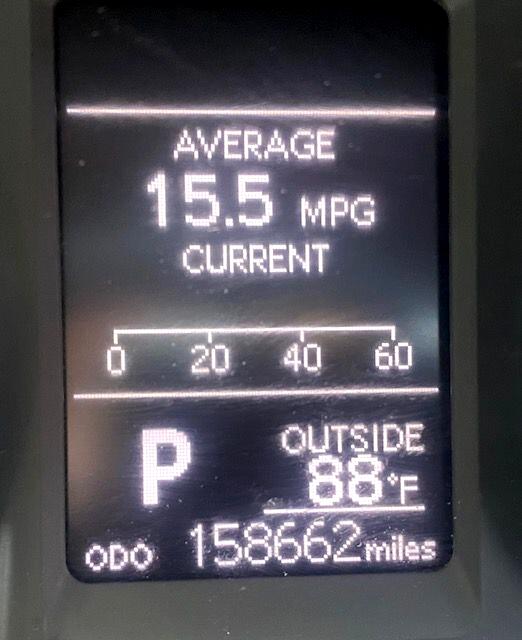 AVERAGE
15.5 MPG
CURRENT
0 20 40 60
P
OUTSIDE
88°F
ODO 158662 miles